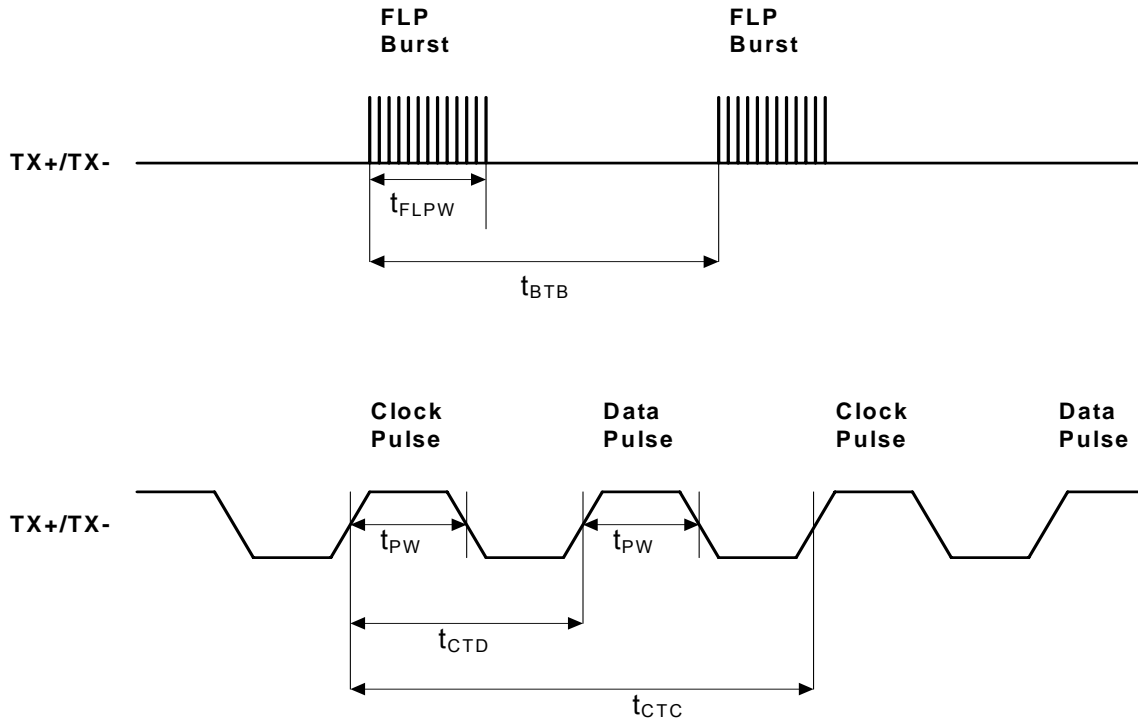 FLP
Burst
FLP
Burst
TX+/TX-
tFLPW
tBTB
Clock
Pulse
Data
Pulse
Clock
Pulse
Data
Pulse
TX+/TX-
tPW
tPW
tCTD
tCTC